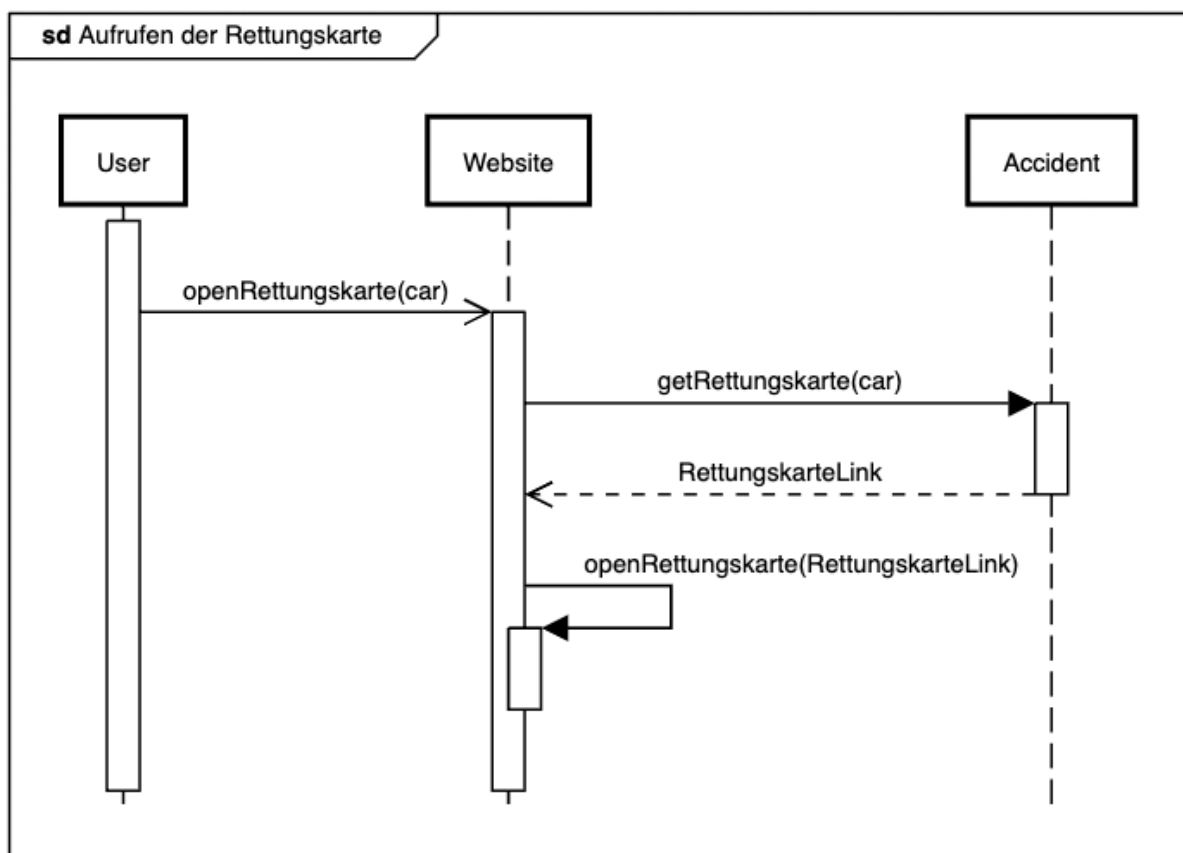 sd Aufrufen der Rettungskarte
User
Website
Accident
openRettungskarte(car)
getRettungskarte(car)
RettungskarteLink
openRettungskarte(RettungskarteLink)